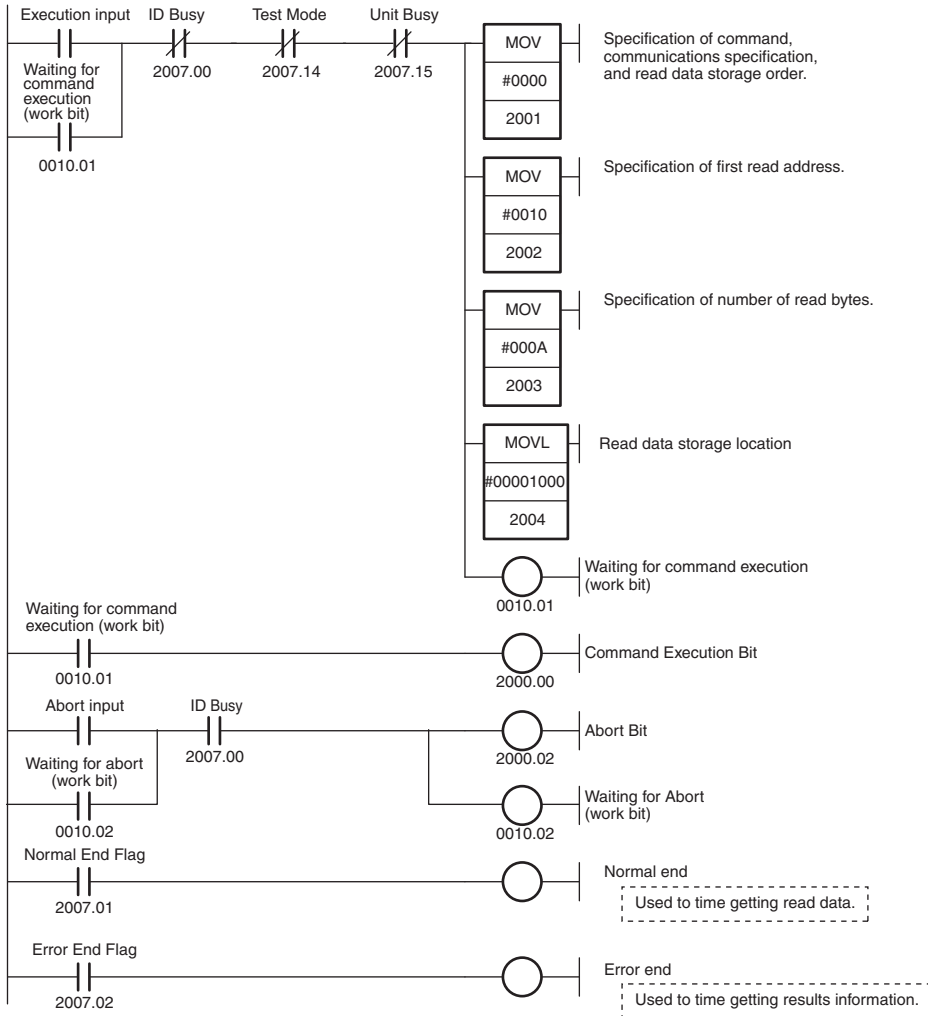 Execution input
ID Busy
Test Mode
Unit Busy
2007.00
2007.14
2007.15
Waiting for
command
execution
(work bit)
0010.01
MOV
#0000
2001
Specification of command,
communications specification,
and read data storage order.
MOV
#0010
2002
Specification of first read address.
MOV
#000A
2003
Specification of number of read bytes.
MOVL
#00001000
2004
Read data storage location
0010.01
Waiting for command execution
(work bit)
Waiting for command
execution (work bit)
0010.01
2000.00
Command Execution Bit
Abort input
ID Busy
2007.00
2000.02
Abort Bit
Waiting for abort
(work bit)
0010.02
0010.02
Waiting for Abort
(work bit)
Normal End Flag
2007.01
Normal end
Used to time getting read data.
Error End Flag
2007.02
Error end
Used to time getting results information.